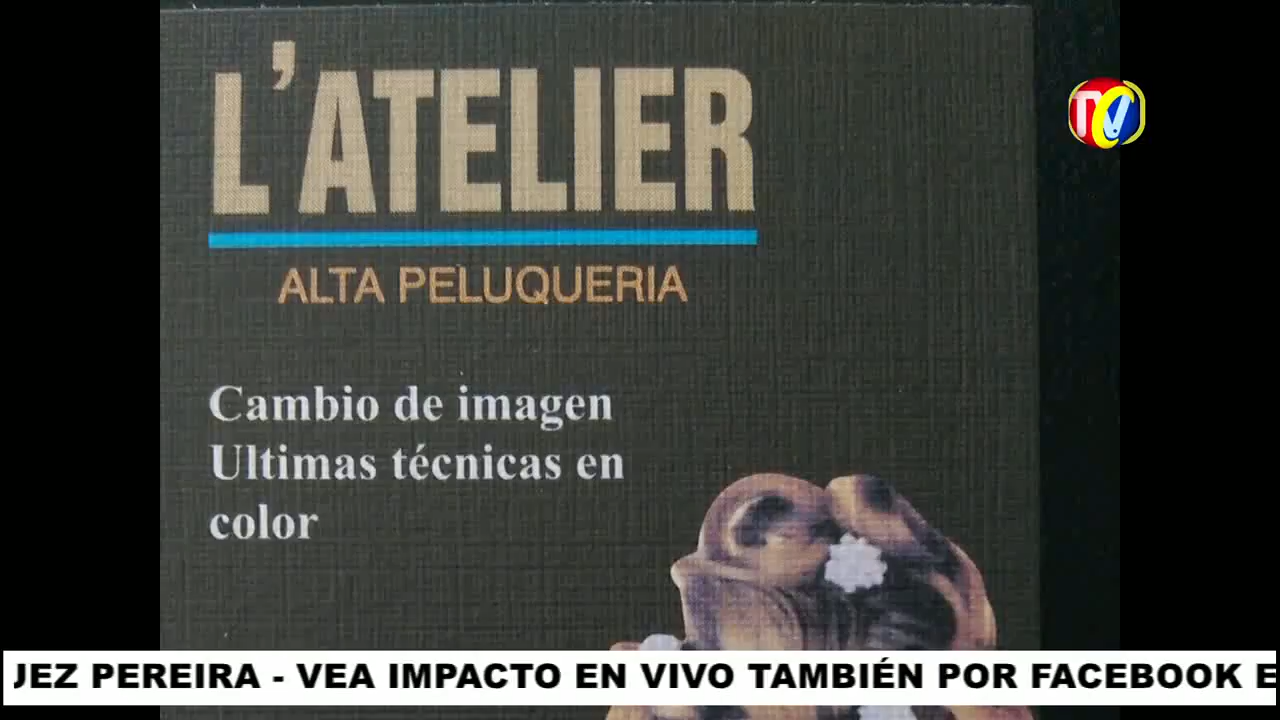 L'ATELIER
ALTA PELUQUERIA
Cambio de imagen
Ultimas técnicas en
color
TVC
JEZ PEREIRA - VEA IMPACTO EN VIVO TAMBIÉN POR FACEBOOK E